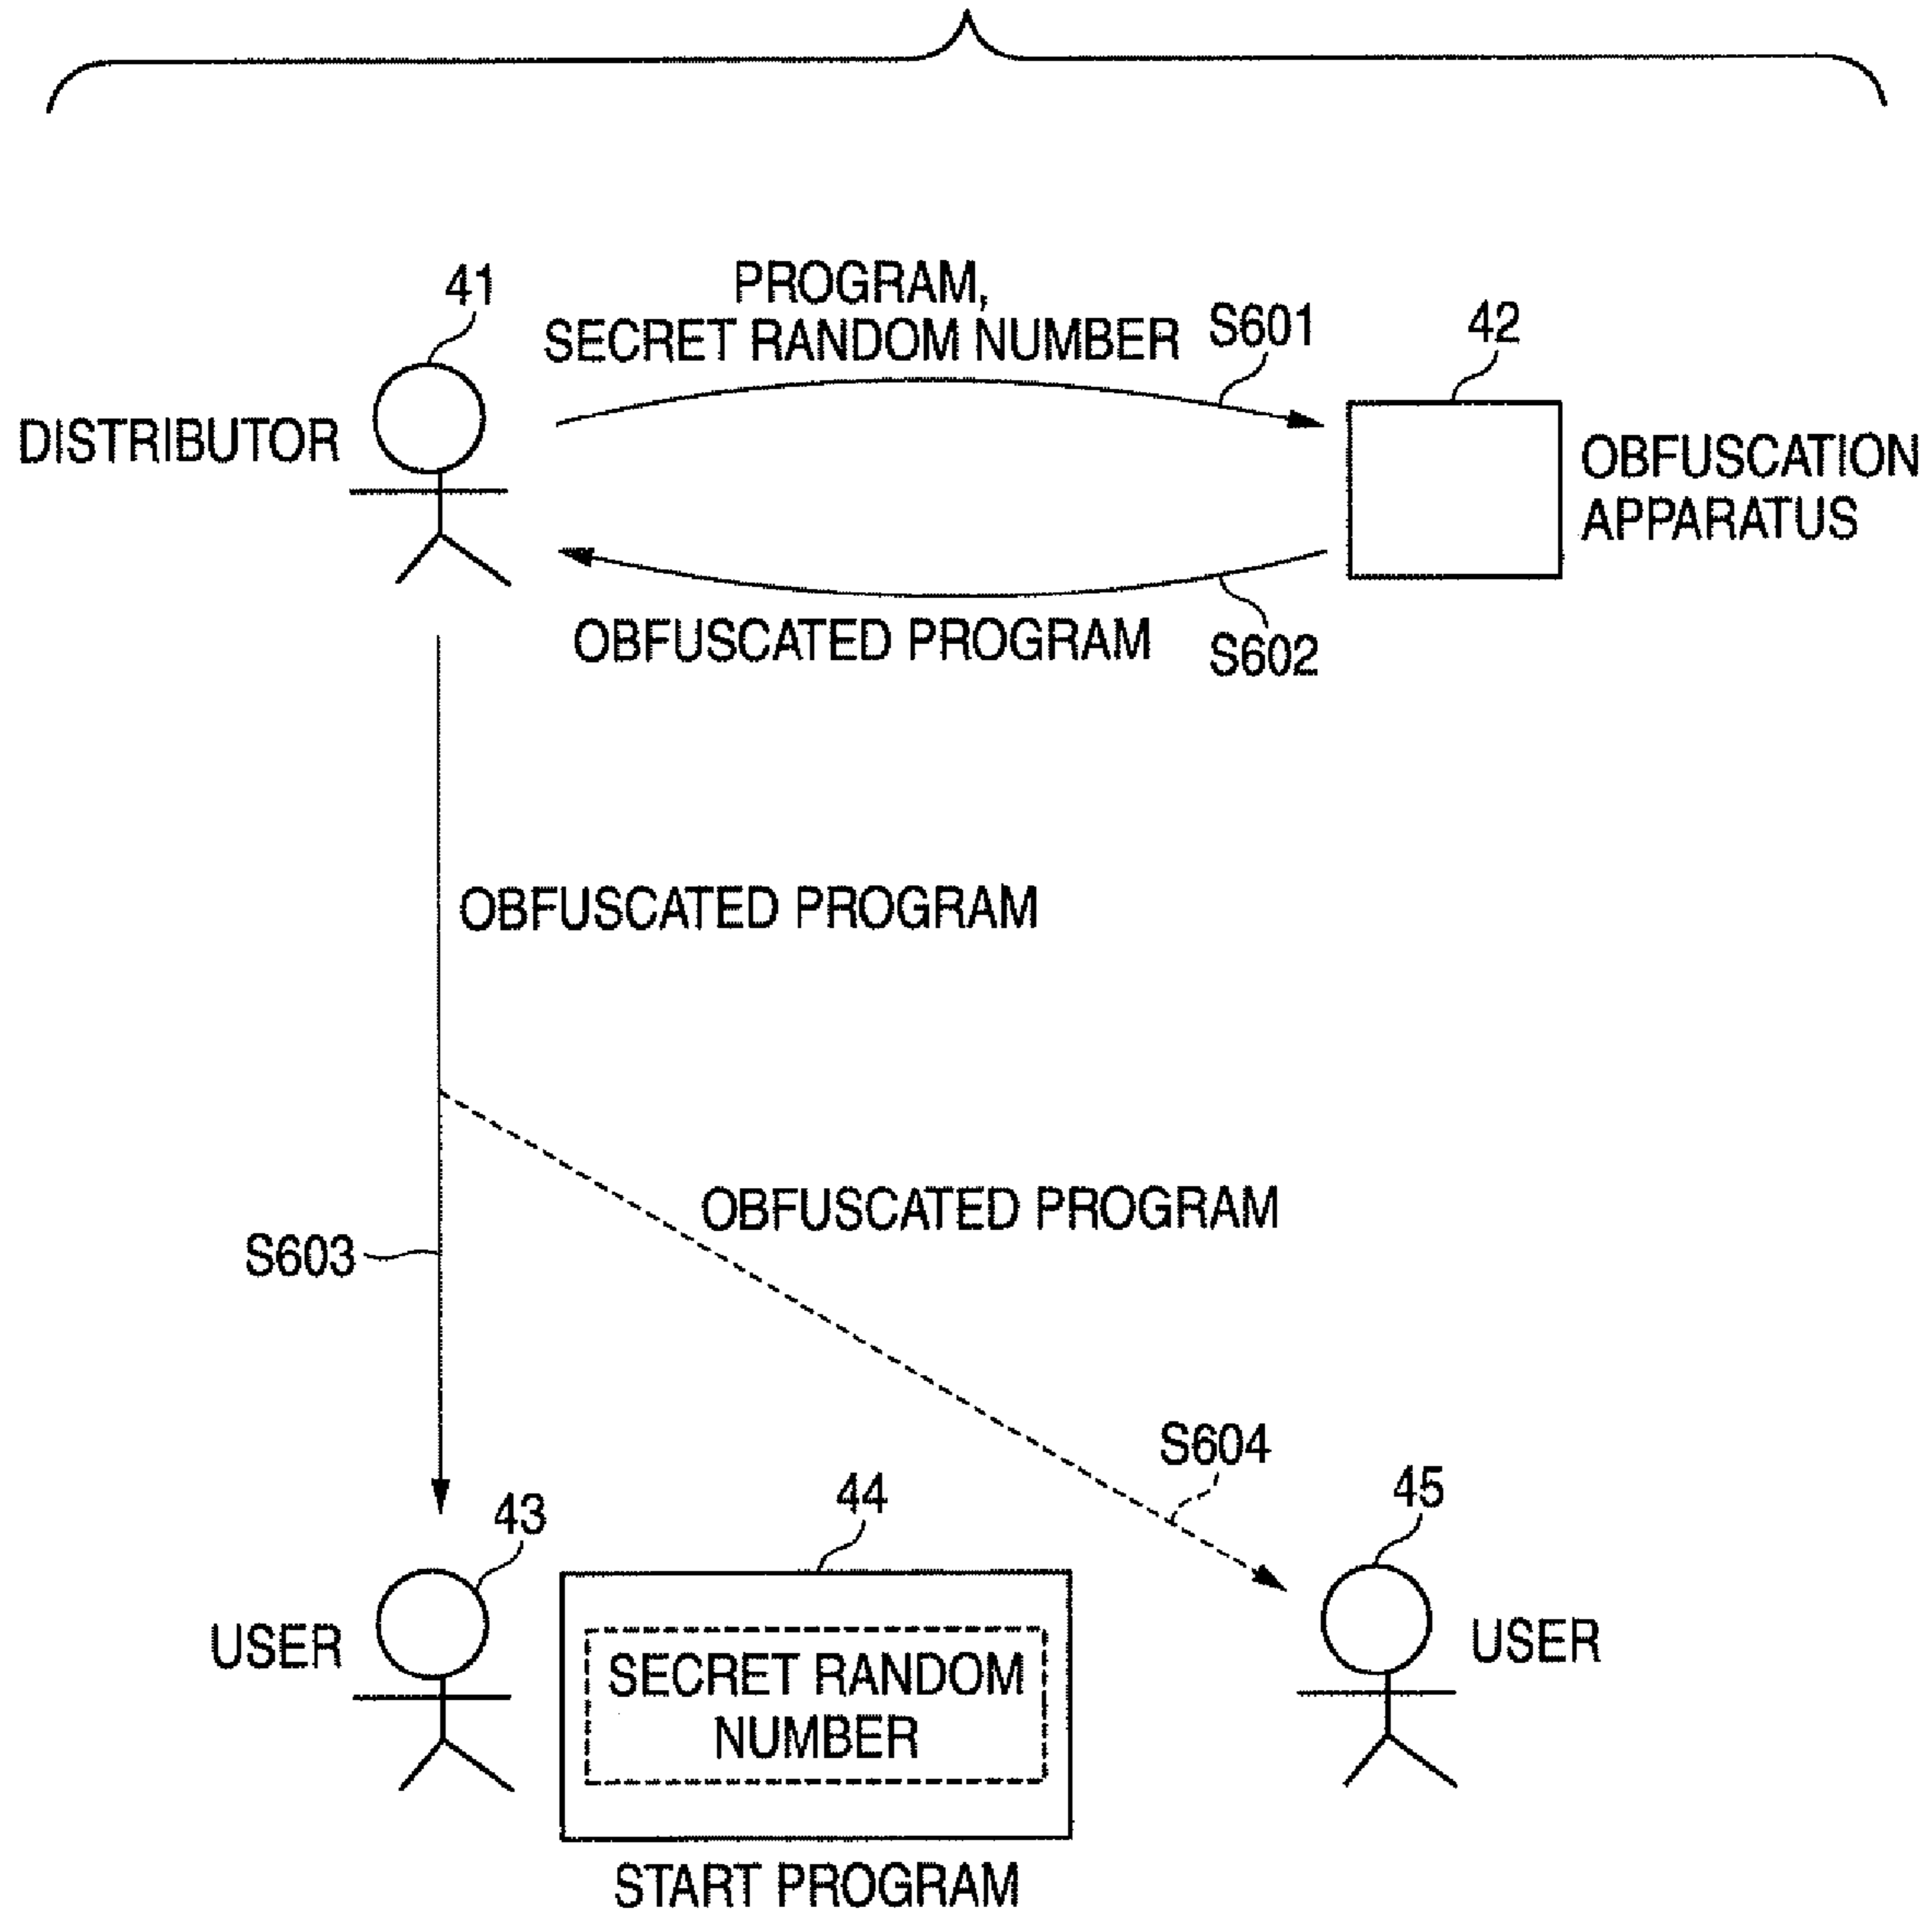 41
PROGRAM,
SECRET RANDOM NUMBER
S601
42
DISTRIBUTOR
OBFUSCATION
APPARATUS
OBFUSCATED PROGRAM
S602
OBFUSCATED PROGRAM
OBFUSCATED PROGRAM
S603
S604
43
44
45
USER
SECRET RANDOM
NUMBER
USER
START PROGRAM